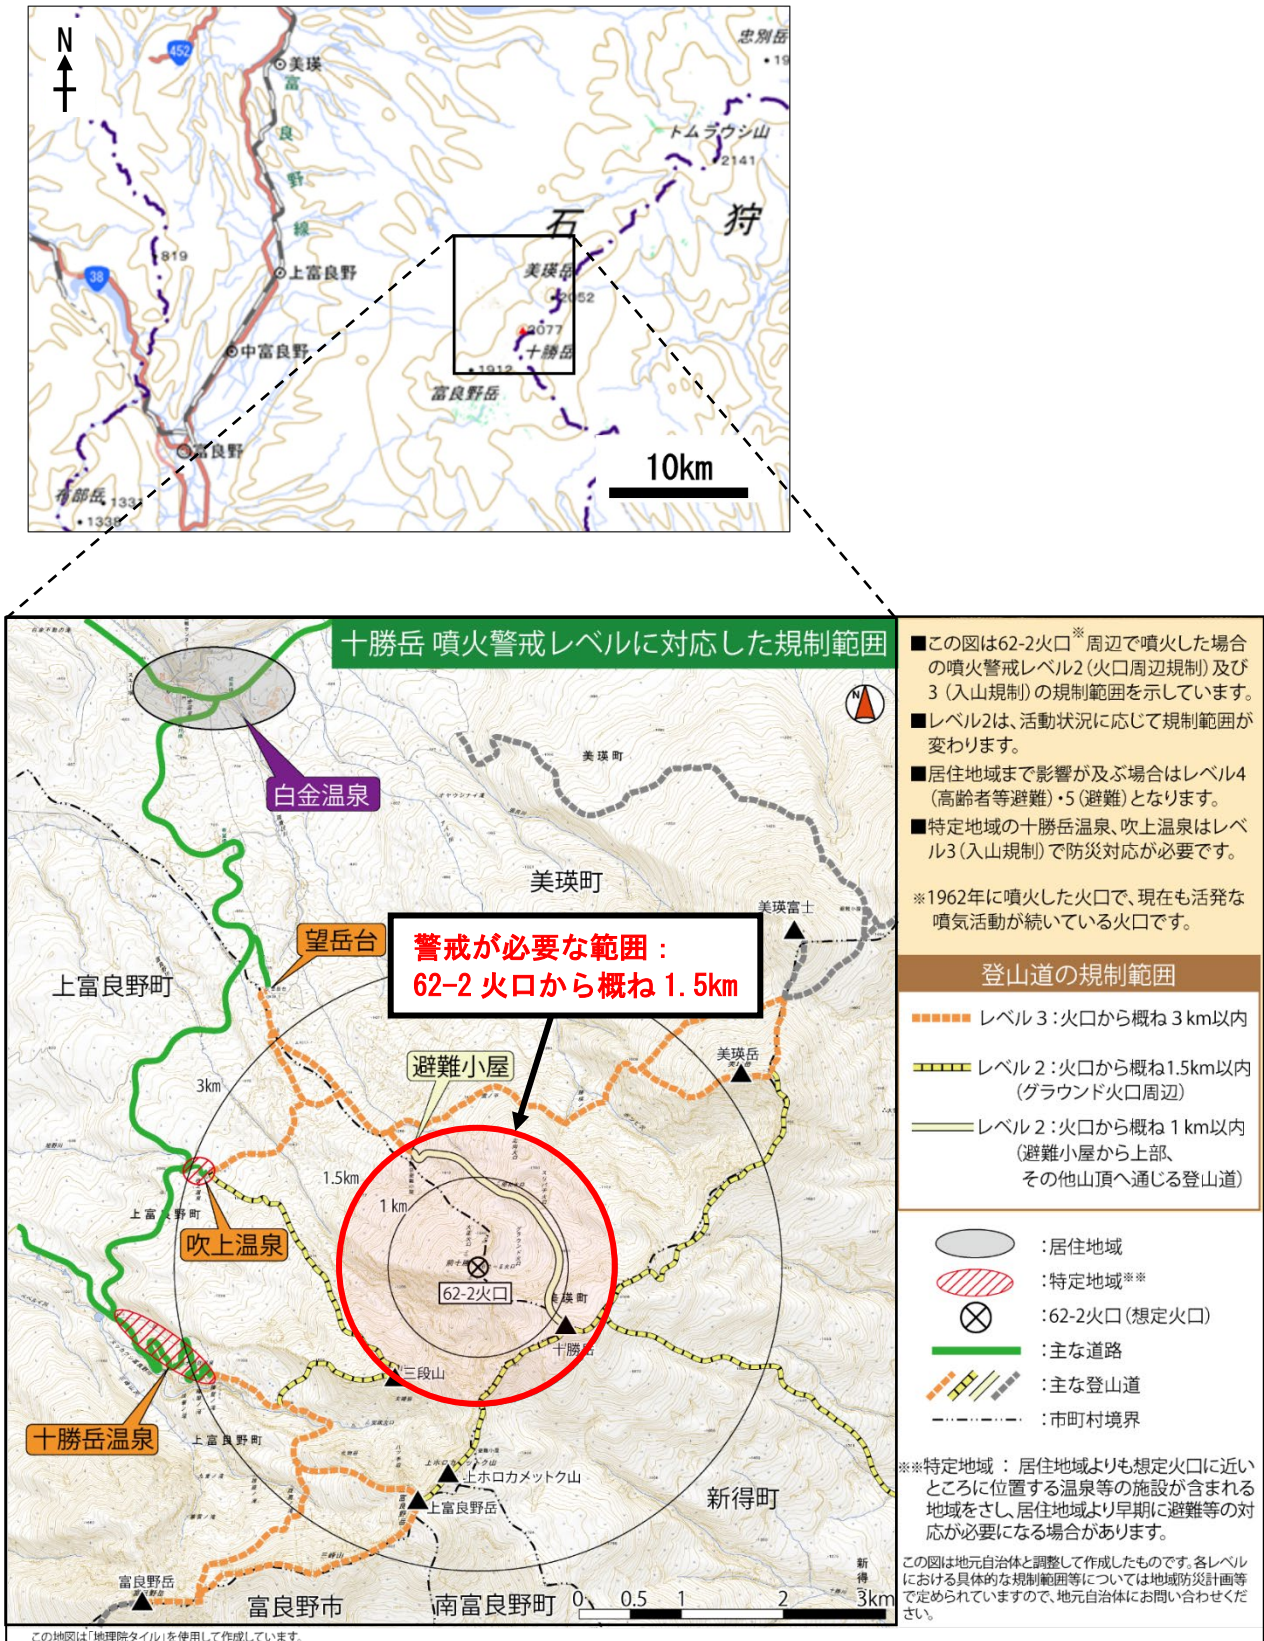 N
452
美瑛
富
良
野
線
忠別岳
トムラウシ山
2141
石
狩
819
美瑛岳
2052
38
上富良野
2077
十勝岳
中富良野
1912
富良野岳
富良野
10km
1338
十勝岳 噴火警戒レベルに対応した規制範囲
N
白金温泉
美瑛町
美瑛町
美瑛富士
望岳台
警戒が必要な範囲：
62-2 火口から概ね 1.5km
上富良野町
美瑛岳
避難小屋
3km
1.5km
1km
上富良野町
吹上温泉
62-2火口
美瑛町
十勝岳
三段山
十勝岳温泉
上富良野町
上ホロカメットク山
上富良野岳
新得町
三峰山
富良野岳
富良野市
南富良野町
新
得
0 0.5 1 2 3km
この地図は「地理院タイル」を使用して作成しています。
■この図は62-2火口※周辺で噴火した場合
の噴火警戒レベル2(火口周辺規制)及び
3(入山規制)の規制範囲を示しています。
■レベル2は、活動状況に応じて規制範囲が
変わります。
■居住地域まで影響が及ぶ場合はレベル4
(高齢者等避難)・5(避難)となります。
■特定地域の十勝岳温泉、吹上温泉はレベ
ル3(入山規制)で防災対応が必要です。
※1962年に噴火した火口で、現在も活発な
噴気活動が続いている火口です。
登山道の規制範囲
レベル3：火口から概ね3km以内
レベル2：火口から概ね1.5km以内
(グラウンド火口周辺)
レベル2：火口から概ね1km以内
(避難小屋から上部、
その他山頂へ通じる登山道)
：居住地域
：特定地域※※
：62-2火口(想定火口)
：主な道路
：主な登山道
：市町村境界
※※特定地域 ： 居住地域よりも想定火口に近い
ところに位置する温泉等の施設が含まれる
地域をさし、居住地域より早期に避難等の対
応が必要になる場合があります。
この図は地元自治体と調整して作成したものです。各レベル
における具体的な規制範囲等については地域防災計画等
で定められていますので、地元自治体にお問い合わせくだ
さい。